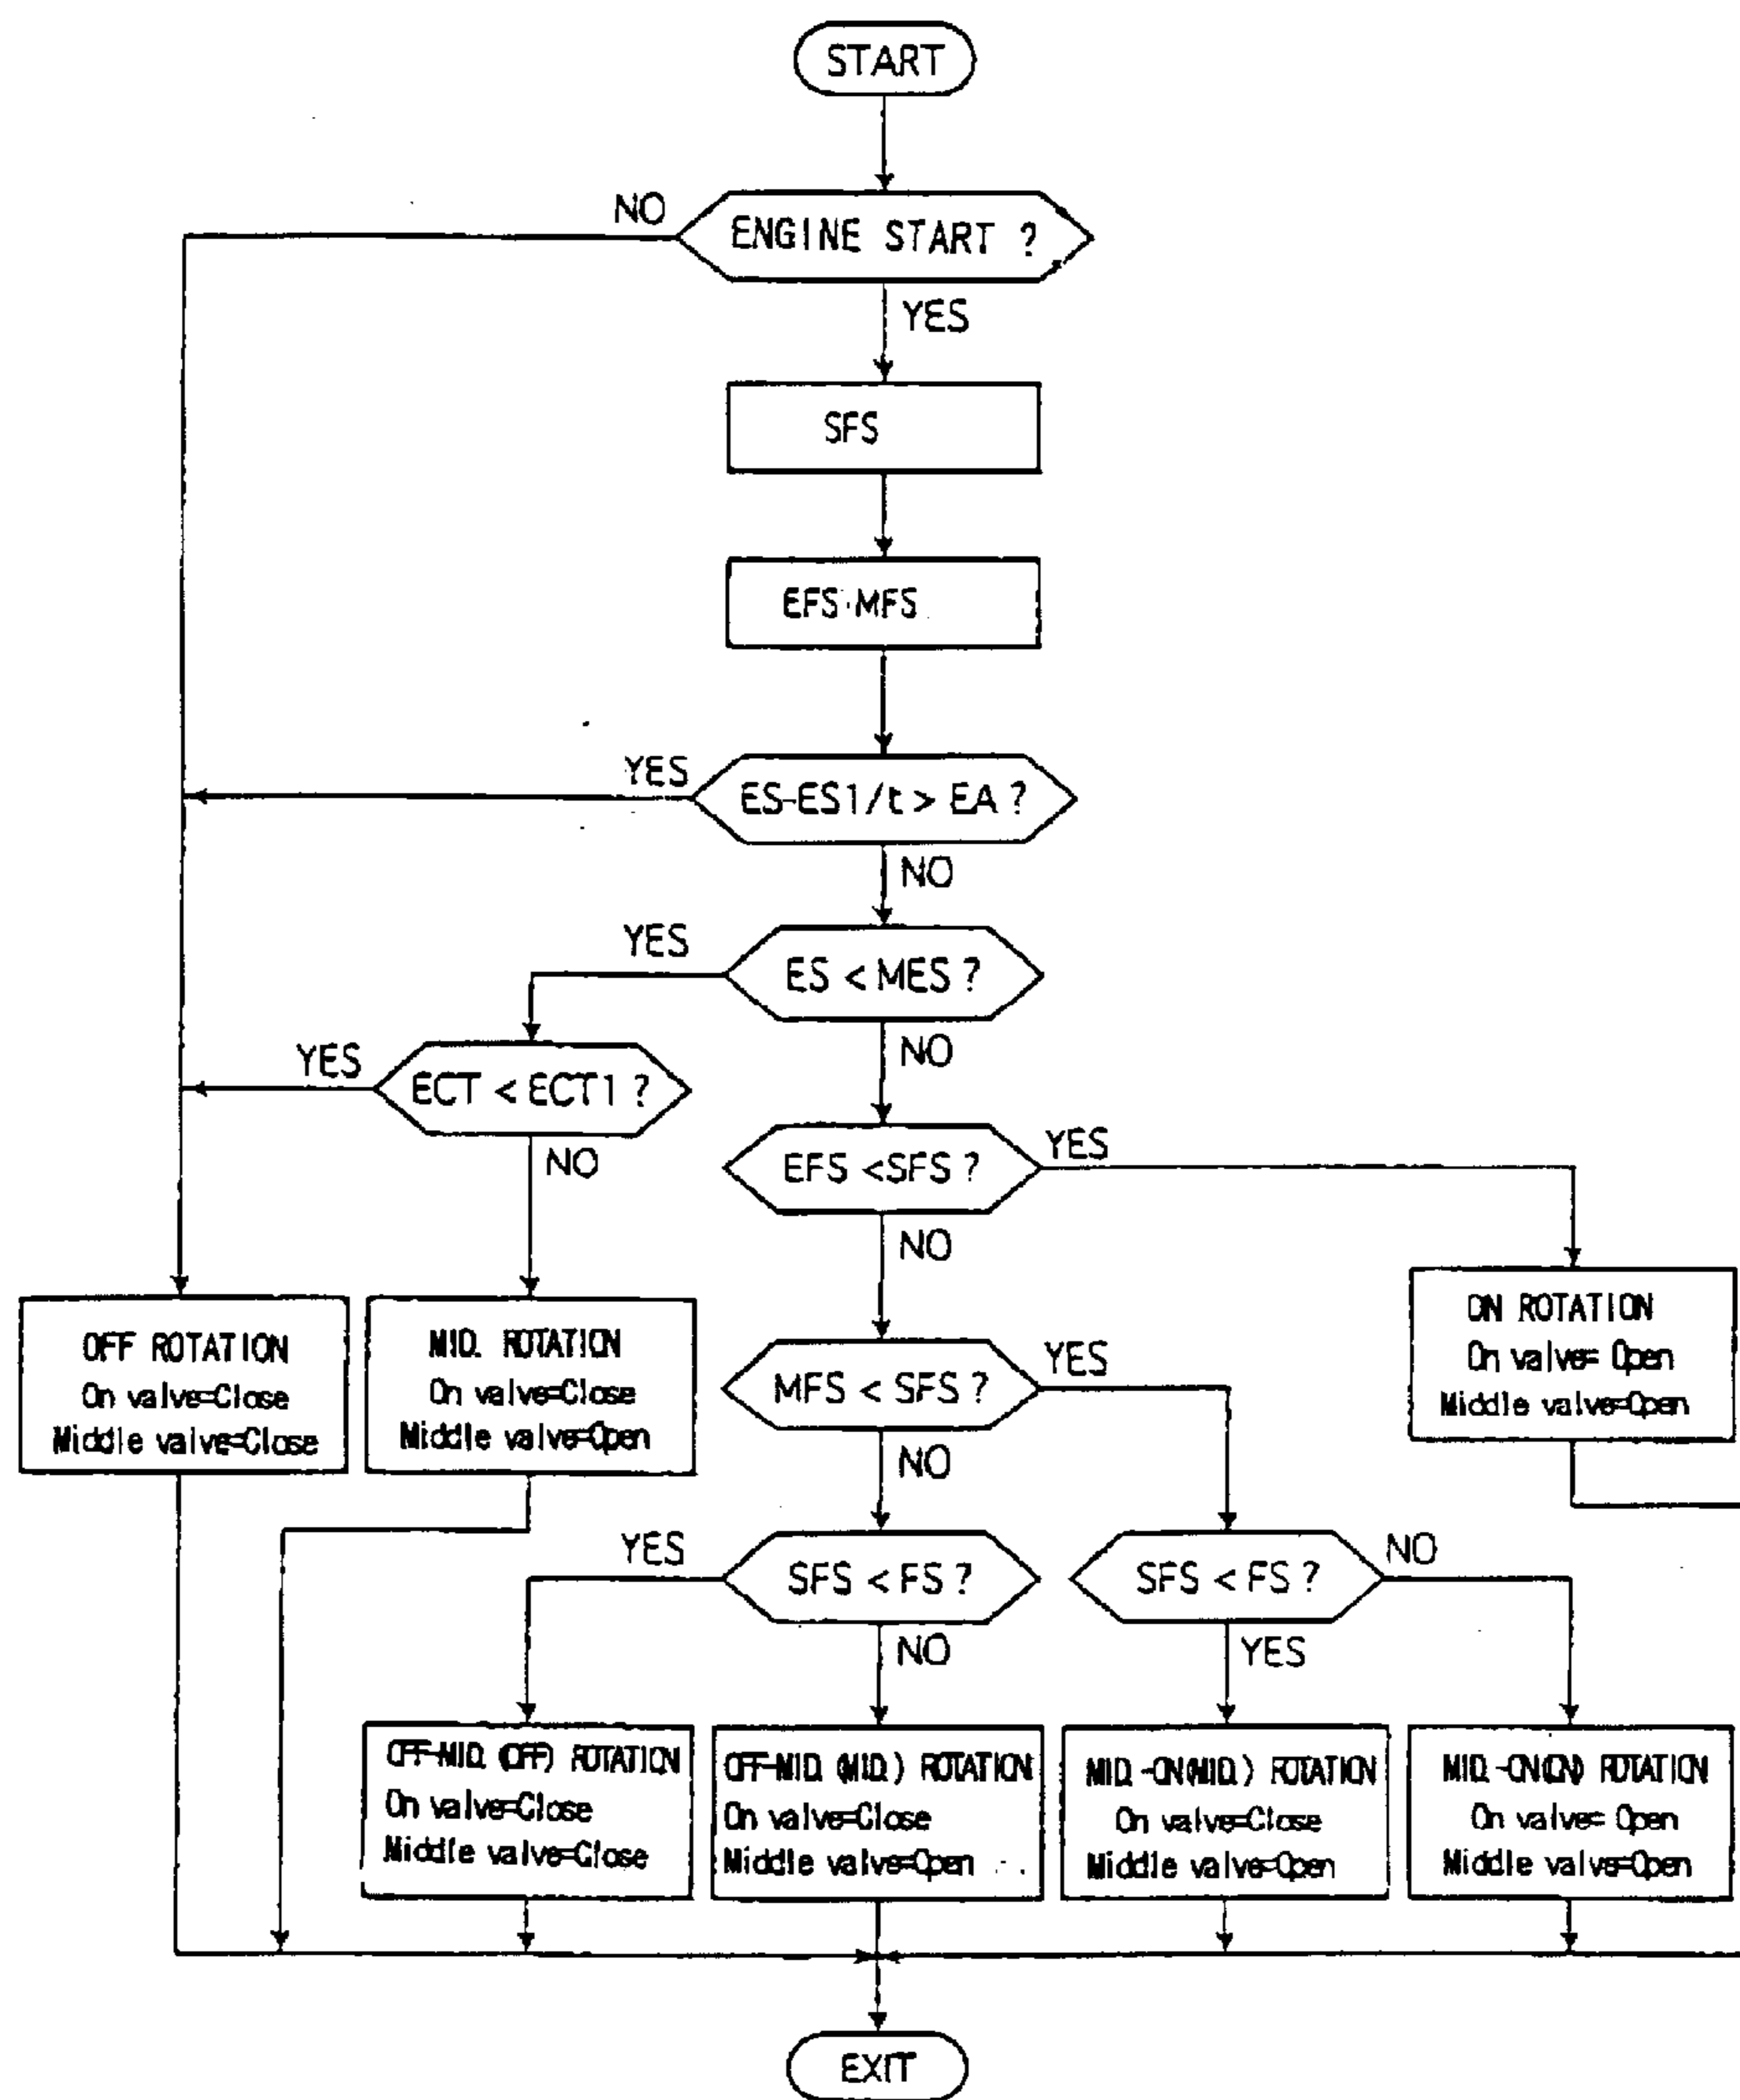 START
ENGINE START ?
NO
YES
SFS
EFS·MFS
ES-ES1/t > EA ?
YES
NO
ES < MES ?
YES
NO
ECT < ECT1 ?
YES
NO
EFS <SFS ?
YES
NO
OFF ROTATION
On valve=Close
Middle valve=Close
MID. ROTATION
On valve=Close
Middle valve=Open
ON ROTATION
On valve= Open
Middle valve=Open
MFS < SFS ?
YES
NO
SFS < FS ?
YES
NO
SFS < FS ?
NO
YES
OFF-MID. (OFF) ROTATION
On valve=Close
Middle valve=Close
OFF-MID. (MID.) ROTATION
On valve=Close
Middle valve=Open
MID.-ON(MID.) ROTATION
On valve=Close
Middle valve=Open
MID.-ON(ON) ROTATION
On valve= Open
Middle valve=Open
EXIT